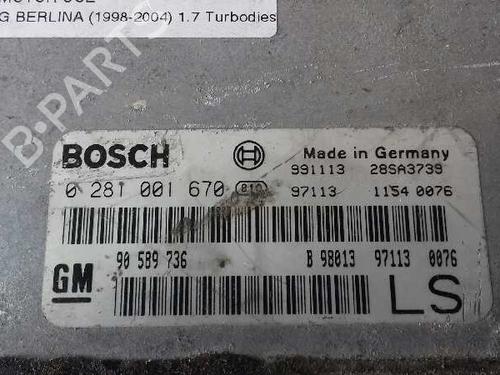 G BERLINA (1998-2004) 1.7 Turbodies
B-PARTS
BOSCH
Made in Germany
991113 28SA3739
0 281 001 670 810 97113 1154 0076
90 589 736 B 98013 97113 0076
GM
LS